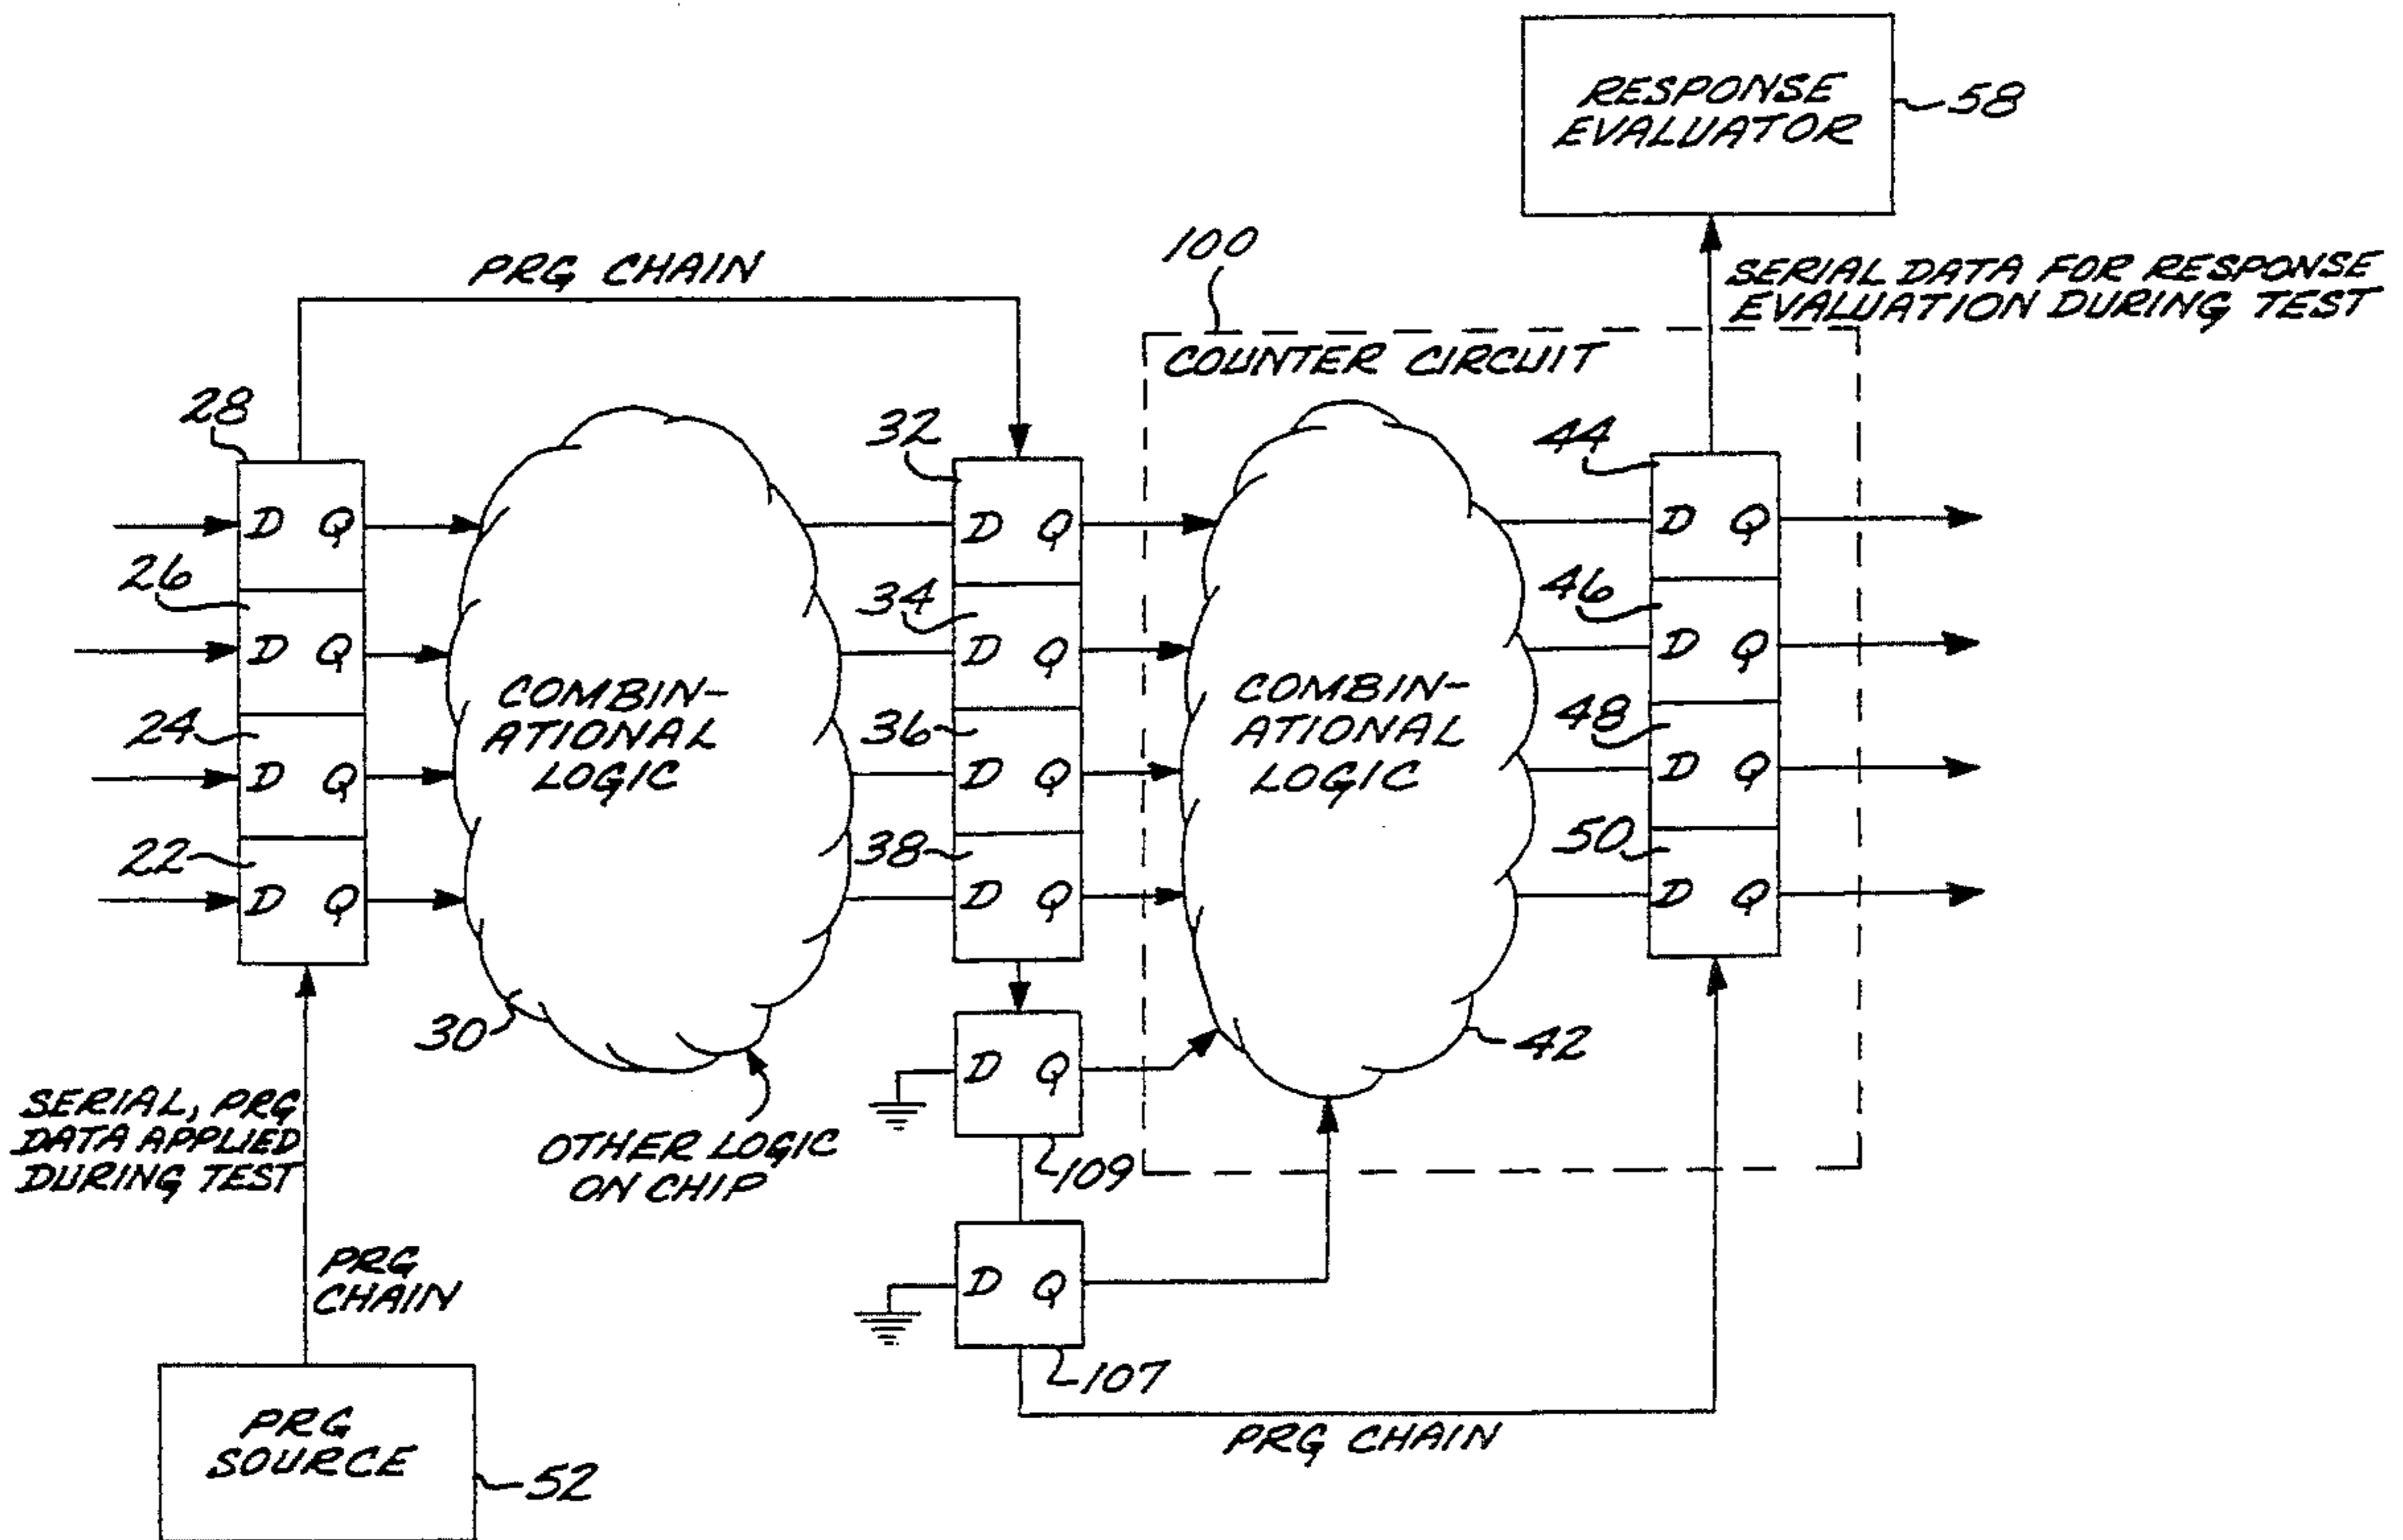 RESPONSE
EVALUATOR
58
100
PRG CHAIN
SERIAL DATA FOR RESPONSE
EVALUATION DURING TEST
COUNTER CIRCUIT
28
32
44
D Q
D Q
D Q
26
34
46
D Q
D Q
D Q
COMBIN-
ATIONAL
LOGIC
COMBIN-
ATIONAL
LOGIC
24
36
48
D Q
D Q
D Q
22
38
50
D Q
D Q
D Q
30
42
D Q
SERIAL, PRG
DATA APPLIED
DURING TEST
OTHER LOGIC
ON CHIP
109
PRG
CHAIN
D Q
107
PRG CHAIN
PRG
SOURCE
52